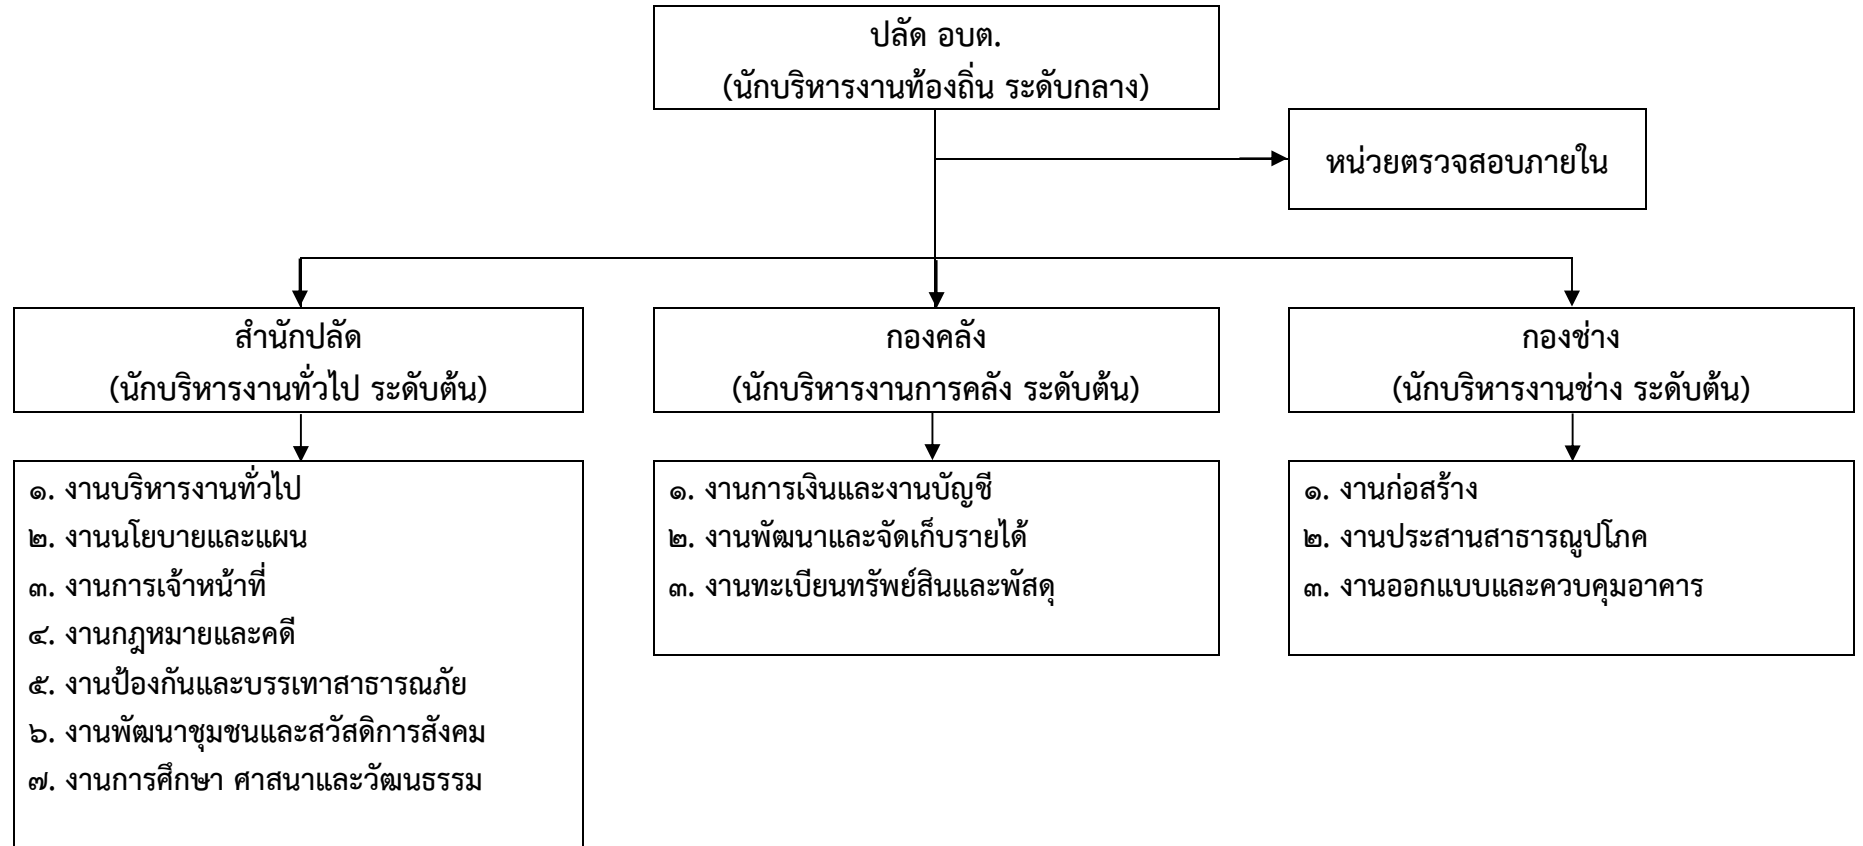 ปลัด อบต.
(นักบริหารงานท้องถิ่น ระดับกลาง)
หน่วยตรวจสอบภายใน
สำนักปลัด
(นักบริหารงานทั่วไป ระดับต้น)
กองคลัง
(นักบริหารงานการคลัง ระดับต้น)
กองช่าง
(นักบริหารงานช่าง ระดับต้น)
๑. งานบริหารงานทั่วไป
๒. งานนโยบายและแผน
๓. งานการเจ้าหน้าที่
๔. งานกฎหมายและคดี
๕. งานป้องกันและบรรเทาสาธารณภัย
๖. งานพัฒนาชุมชนและสวัสดิการสังคม
๗. งานการศึกษา ศาสนาและวัฒนธรรม
๑. งานการเงินและงานบัญชี
๒. งานพัฒนาและจัดเก็บรายได้
๓. งานทะเบียนทรัพย์สินและพัสดุ
๑. งานก่อสร้าง
๒. งานประสานสาธารณูปโภค
๓. งานออกแบบและควบคุมอาคาร